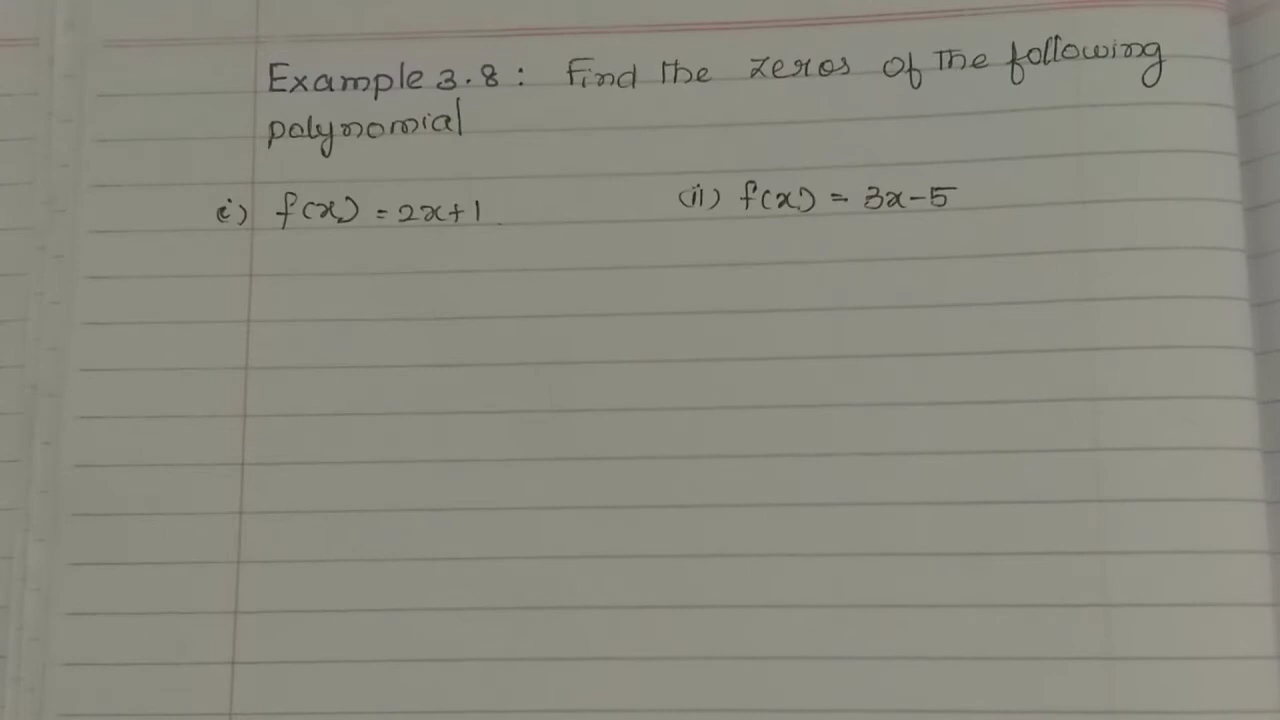 Example 3.8 : Find the zeros of the following
polynomial
i) f(x) = 2x+1 (ii) f(x) = 3x-5